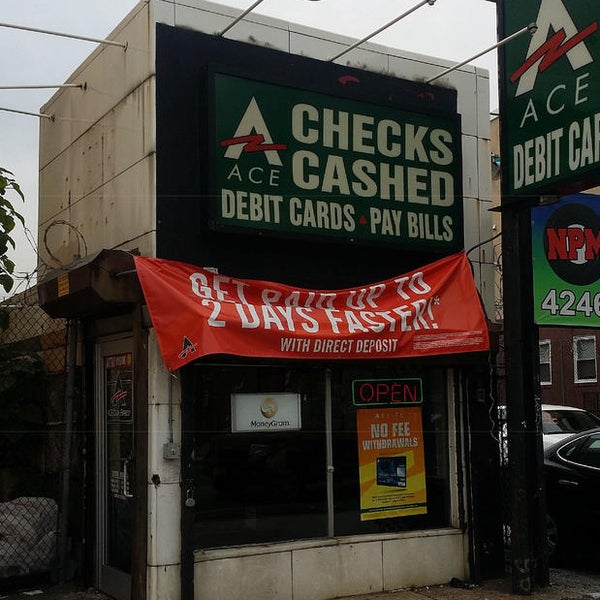 ACE
CHECKS
CASHED
DEBIT CARDS PAY BILLS
ACE
DEBIT CAR
NPM
4246
GET PAID UP TO
2 DAYS FASTER!*
WITH DIRECT DEPOSIT
MoneyGram
OPEN
NO FEE
WITHDRAWALS